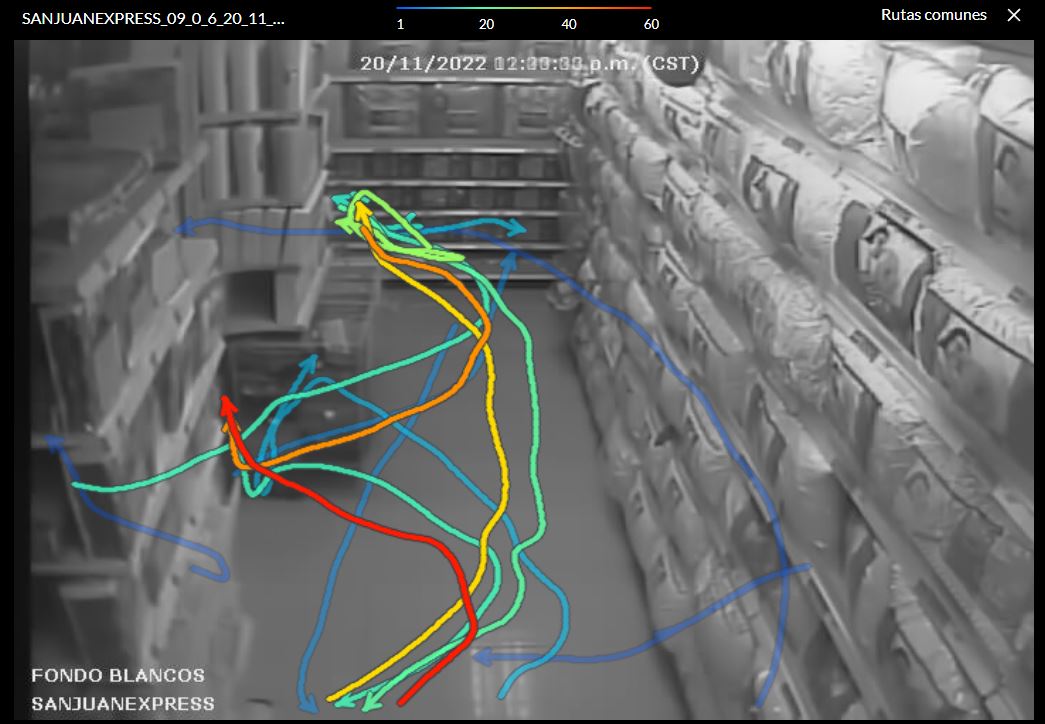 SANJUANEXPRESS_09_0_6_20_11_...
1 20 40 60
Rutas comunes
20/11/2022 p.m. (CST)
FONDO BLANCOS
SANJUANEXPRESS